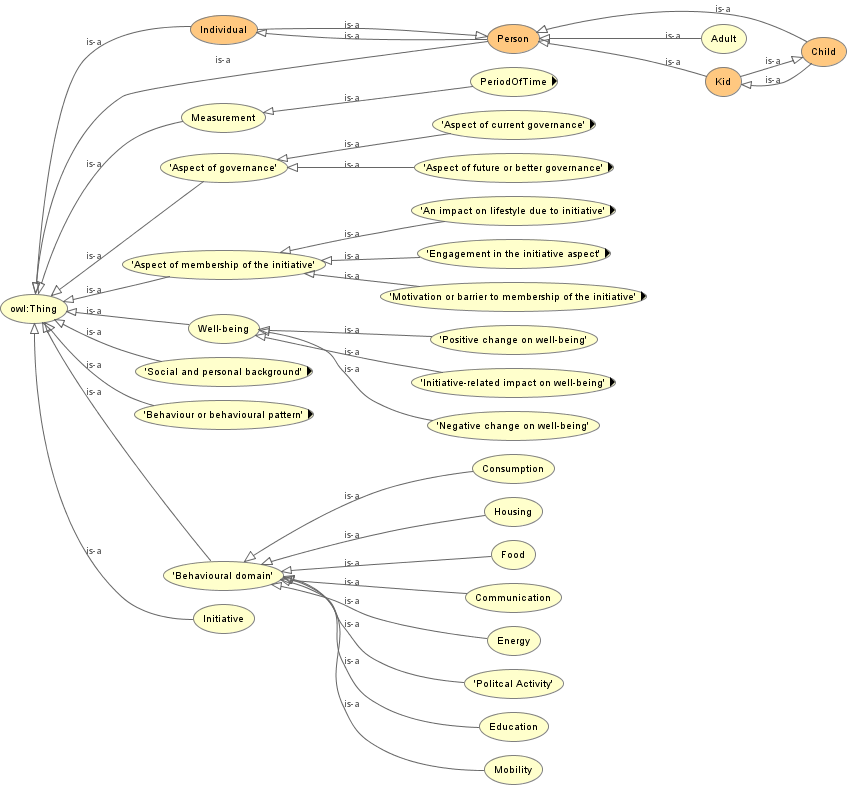 is-a
Individual
is-a
is-a
is-a
Person
is-a
Adult
Child
is-a
is-a
is-a
Kid
is-a
PeriodOfTime
is-a
Measurement
'Aspect of current governance'
is-a
is-a
'Aspect of governance'
is-a
'Aspect of future or better governance'
'An impact on lifestyle due to initiative'
is-a
is-a
'Aspect of membership of the initiative'
is-a
'Engagement in the initiative aspect'
is-a
is-a
'Motivation or barrier to membership of the initiative'
owl:Thing
is-a
Well-being
is-a
'Positive change on well-being'
is-a
is-a
'Social and personal background'
is-a
'Initiative-related impact on well-being'
is-a
'Behaviour or behavioural pattern'
is-a
'Negative change on well-being'
Consumption
is-a
Housing
is-a
Food
is-a
is-a
'Behavioural domain'
is-a
Communication
is-a
Initiative
is-a
Energy
is-a
'Politcal Activity'
is-a
Education
is-a
Mobility